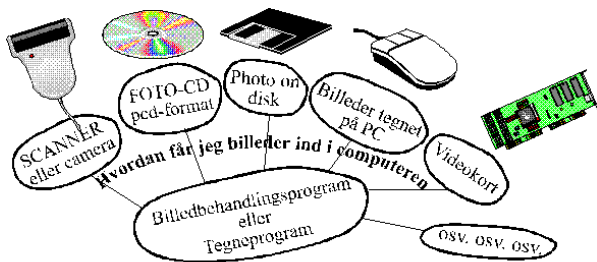 SCANNER
eller camera
FOTO-CD
pcd-format
Photo on
disk
Billeder tegnet
på PC
Videokort
Hvordan får jeg billeder ind i computeren
Billedbehandlingsprogram
eller
Tegneprogram
osv. osv. osv.